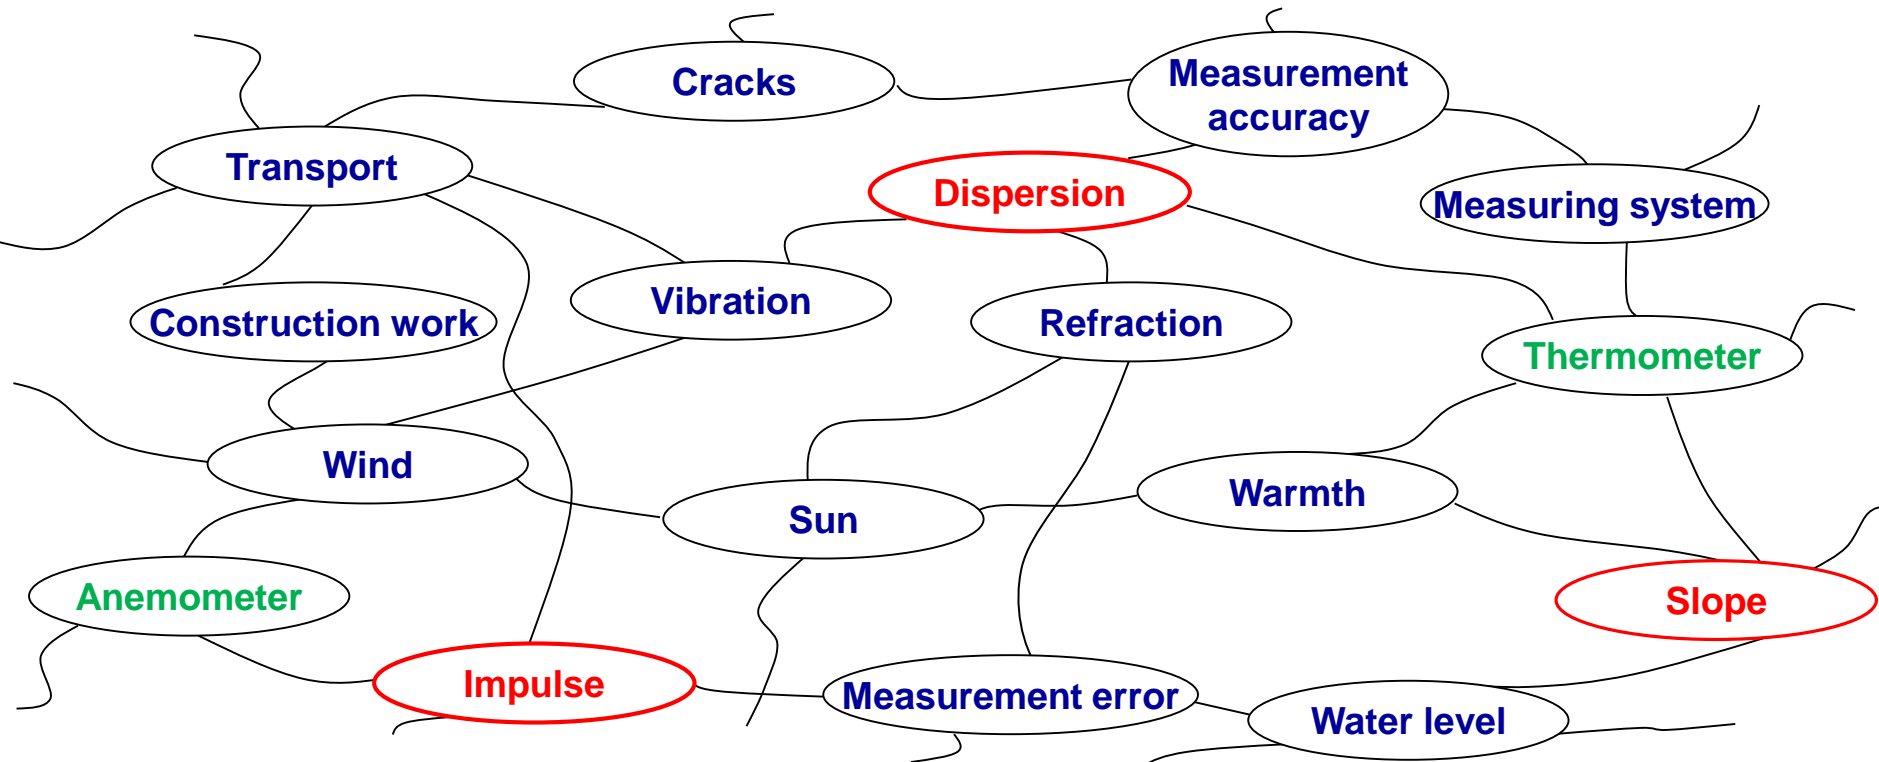 Cracks
Measurement
accuracy
Transport
Dispersion
Measuring system
Vibration
Construction work
Refraction
Thermometer
Wind
Sun
Warmth
Anemometer
Slope
Impulse
Measurement error
Water level